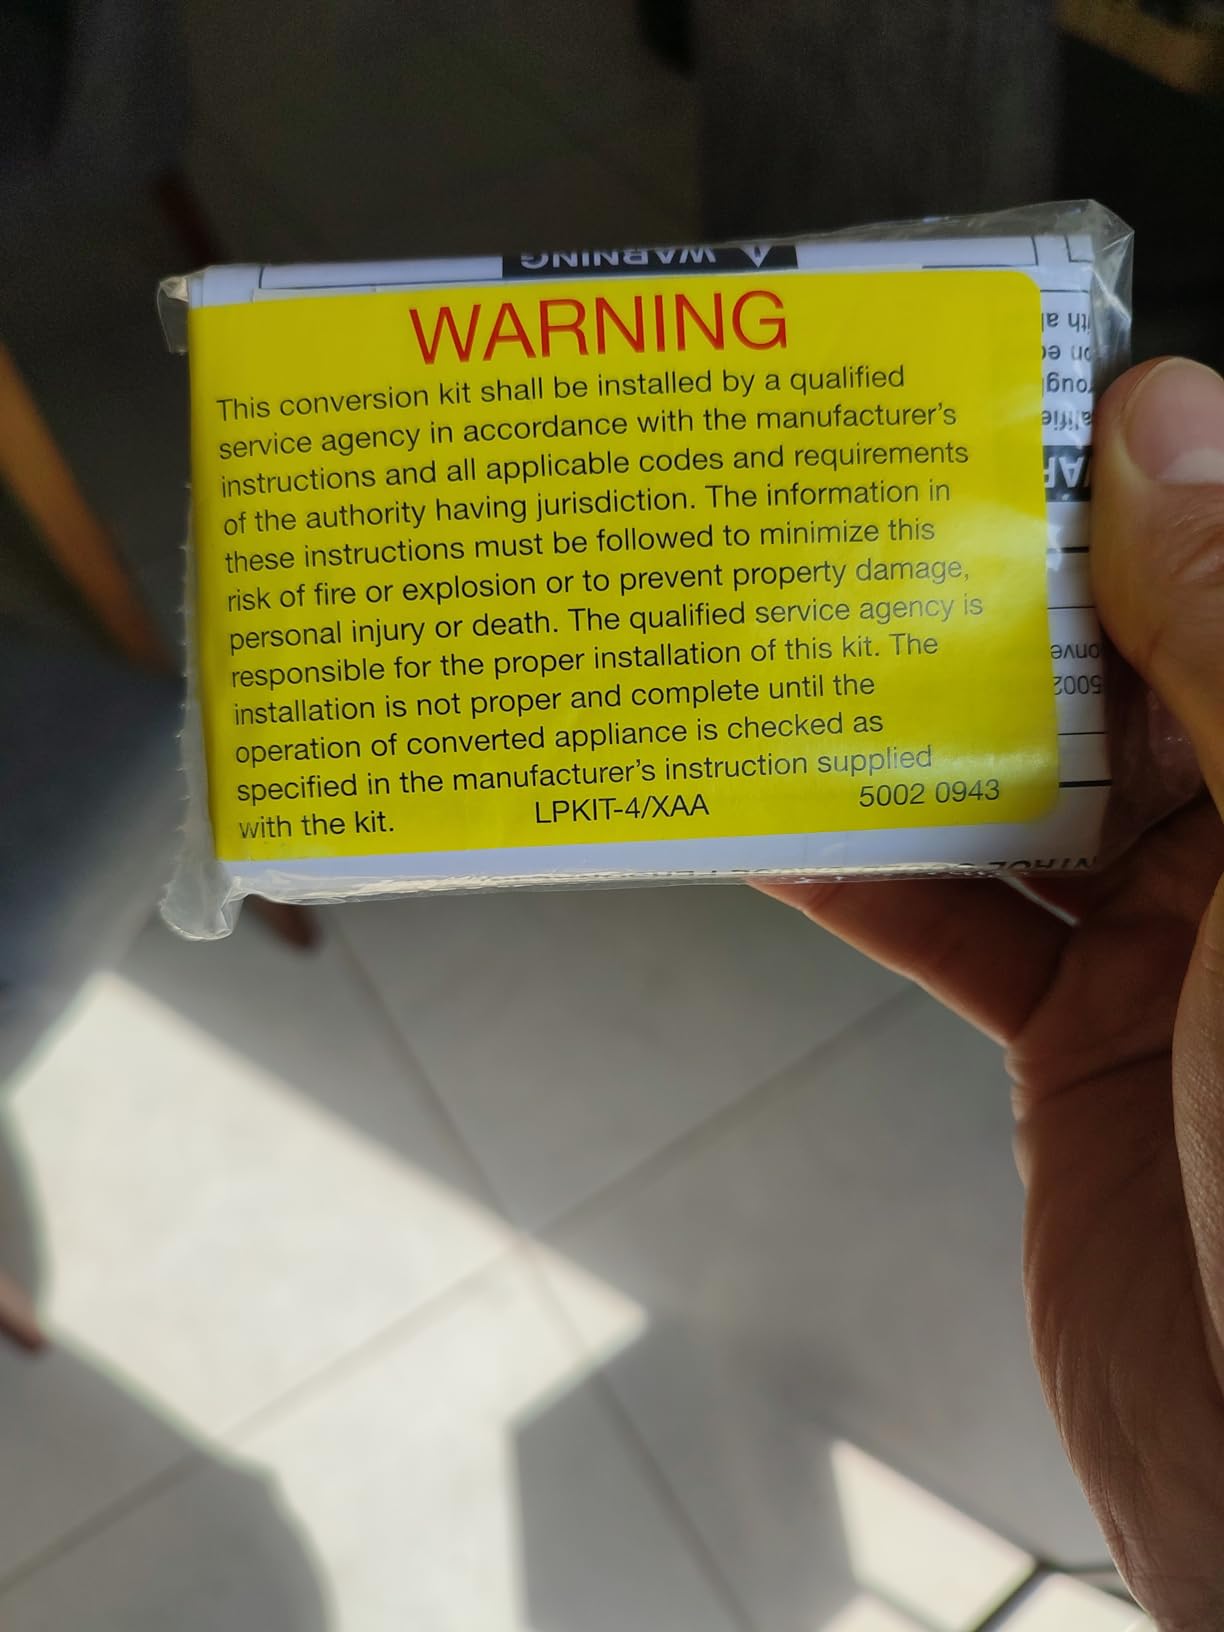 WARNING
WARNING
This conversion kit shall be installed by a qualified
service agency in accordance with the manufacturer's
instructions and all applicable codes and requirements
of the authority having jurisdiction. The information in
these instructions must be followed to minimize this
risk of fire or explosion or to prevent property damage,
personal injury or death. The qualified service agency is
responsible for the proper installation of this kit. The
installation is not proper and complete until the
operation of converted appliance is checked as
specified in the manufacturer's instruction supplied
with the kit. LPKIT-4/XAA 5002 0943